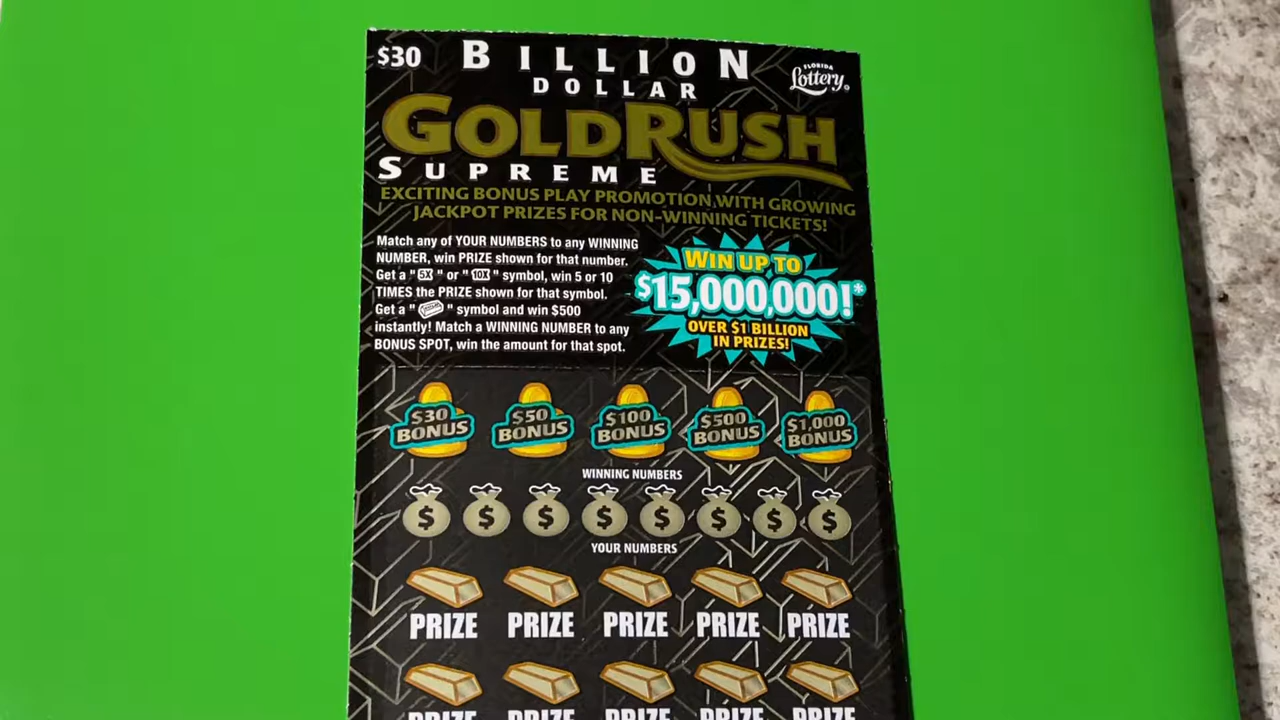 $30
BILLION
DOLLAR
FLORIDA
Lottery
GOLDRUSH
SUPREME
EXCITING BONUS PLAY PROMOTION WITH GROWING
JACKPOT PRIZES FOR NON-WINNING TICKETS!
Match any of YOUR NUMBERS to any WINNING
NUMBER, win PRIZE shown for that number.
Get a "5X" or "10X" symbol, win 5 or 10
TIMES the PRIZE shown for that symbol.
Get a " " symbol and win $500
instantly! Match a WINNING NUMBER to any
BONUS SPOT, win the amount for that spot.
WIN UP TO
$15,000,000!*
OVER $1 BILLION
IN PRIZES!
$30 BONUS
$50 BONUS
$100 BONUS
$500 BONUS
$1,000 BONUS
WINNING NUMBERS
$ $ $ $ $ $ $ $
YOUR NUMBERS
PRIZE PRIZE PRIZE PRIZE PRIZE
PRIZE PRIZE PRIZE PRIZE PRIZE